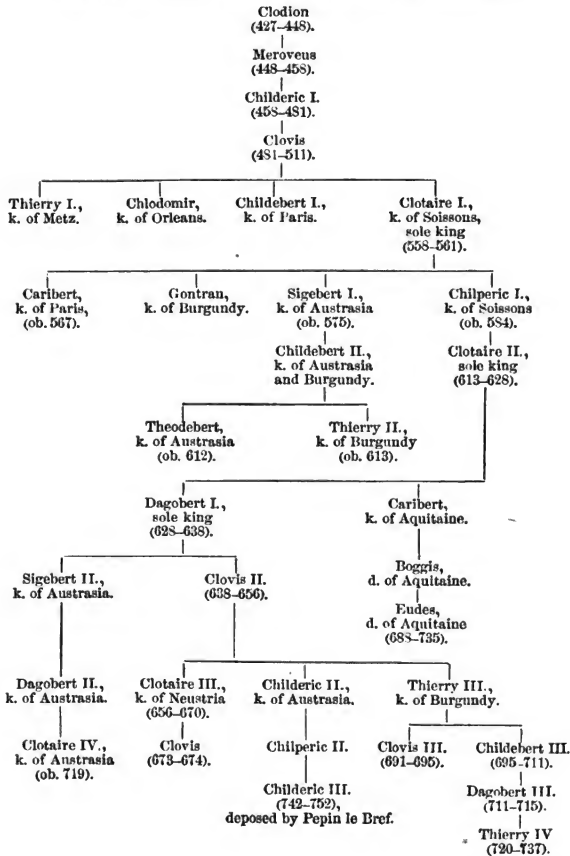 Clodion
(427–448).
Meroveus
(448–458).
Childeric I.
(458–481).
Clovis
(481–511).
Thierry I.,
k. of Metz.
Chlodomir,
k. of Orleans.
Childebert I.,
k. of Paris.
Clotaire I.,
k. of Soissons,
sole king
(558–561).
Caribert,
k. of Paris,
(ob. 567).
Gontran,
k. of Burgundy.
Sigebert I.,
k. of Austrasia
(ob. 575).
Chilperic I.,
k. of Soissons
(ob. 584).
Childebert II.,
k. of Austrasia
and Burgundy.
Clotaire II.,
sole king
(613–628).
Theodebert,
k. of Austrasia
(ob. 612).
Thierry II.,
k. of Burgundy
(ob. 613).
Dagobert I.,
sole king
(628–638).
Caribert,
k. of Aquitaine.
Sigebert II.,
k. of Austrasia.
Clovis II.
(638–656).
Boggis,
d. of Aquitaine.
Eudes,
d. of Aquitaine
(688–735).
Dagobert II.,
k. of Austrasia.
Clotaire III.,
k. of Neustria
(656–670).
Childeric II.,
k. of Austrasia.
Thierry III.,
k. of Burgundy.
Clotaire IV.,
k. of Austrasia
(ob. 719).
Clovis
(673–674).
Chilperic II.
Clovis III.
(691–695).
Childebert III.
(695–711).
Childeric III.
(742–752),
deposed by Pepin le Bref.
Dagobert III.
(711–715).
Thierry IV
(720–737).